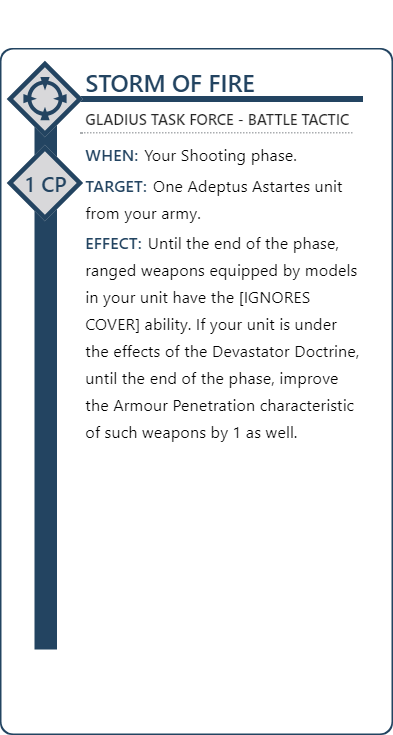 STORM OF FIRE
GLADIUS TASK FORCE - BATTLE TACTIC
1 CP
WHEN: Your Shooting phase.
TARGET: One Adeptus Astartes unit
from your army.
EFFECT: Until the end of the phase,
ranged weapons equipped by models
in your unit have the [IGNORES
COVER] ability. If your unit is under
the effects of the Devastator Doctrine,
until the end of the phase, improve
the Armour Penetration characteristic
of such weapons by 1 as well.